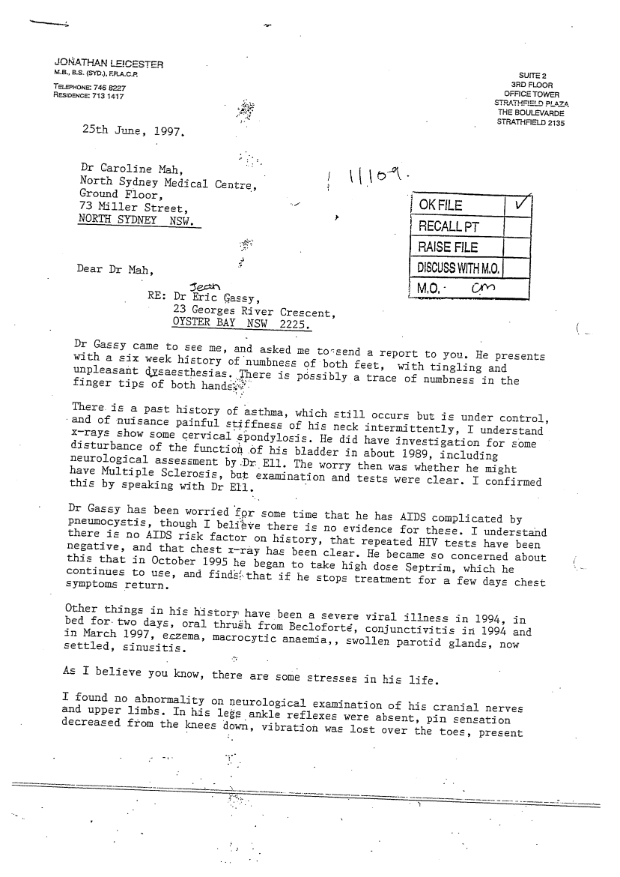 JONATHAN LEICESTER
M.B., B.S. (SYD.), F.R.A.C.P.
TELEPHONE: 746 8227
RESIDENCE: 713 1417
SUITE 2
3RD FLOOR
OFFICE TOWER
STRATHFIELD PLAZA
THE BOULEVARDE
STRATHFIELD 2135
25th June, 1997.
Dr Caroline Mah,
North Sydney Medical Centre,
Ground Floor,
73 Miller Street,
NORTH SYDNEY NSW.
OK FILE ✓
RECALL PT
RAISE FILE
DISCUSS WITH M.O.
M.O. cm
Dear Dr Mah,
Jean
RE: Dr Eric Gassy,
23 Georges River Crescent,
OYSTER BAY NSW 2225.
Dr Gassy came to see me, and asked me to send a report to you. He presents
with a six week history of numbness of both feet, with tingling and
unpleasant dysaesthesias. There is possibly a trace of numbness in the
finger tips of both hands.
There is a past history of asthma, which still occurs but is under control,
and of nuisance painful stiffness of his neck intermittently, I understand
x-rays show some cervical spondylosis. He did have investigation for some
disturbance of the function of his bladder in about 1989, including
neurological assessment by Dr Ell. The worry then was whether he might
have Multiple Sclerosis, but examination and tests were clear. I confirmed
this by speaking with Dr Ell.
Dr Gassy has been worried for some time that he has AIDS complicated by
pneumocystis, though I believe there is no evidence for these. I understand
there is no AIDS risk factor on history, that repeated HIV tests have been
negative, and that chest x-ray has been clear. He became so concerned about
this that in October 1995 he began to take high dose Septrim, which he
continues to use, and finds that if he stops treatment for a few days chest
symptoms return.
Other things in his history have been a severe viral illness in 1994, in
bed for two days, oral thrush from Becloforte, conjunctivitis in 1994 and
in March 1997, eczema, macrocytic anaemia,, swollen parotid glands, now
settled, sinusitis.
As I believe you know, there are some stresses in his life.
I found no abnormality on neurological examination of his cranial nerves
and upper limbs. In his legs ankle reflexes were absent, pin sensation
decreased from the knees down, vibration was lost over the toes, present